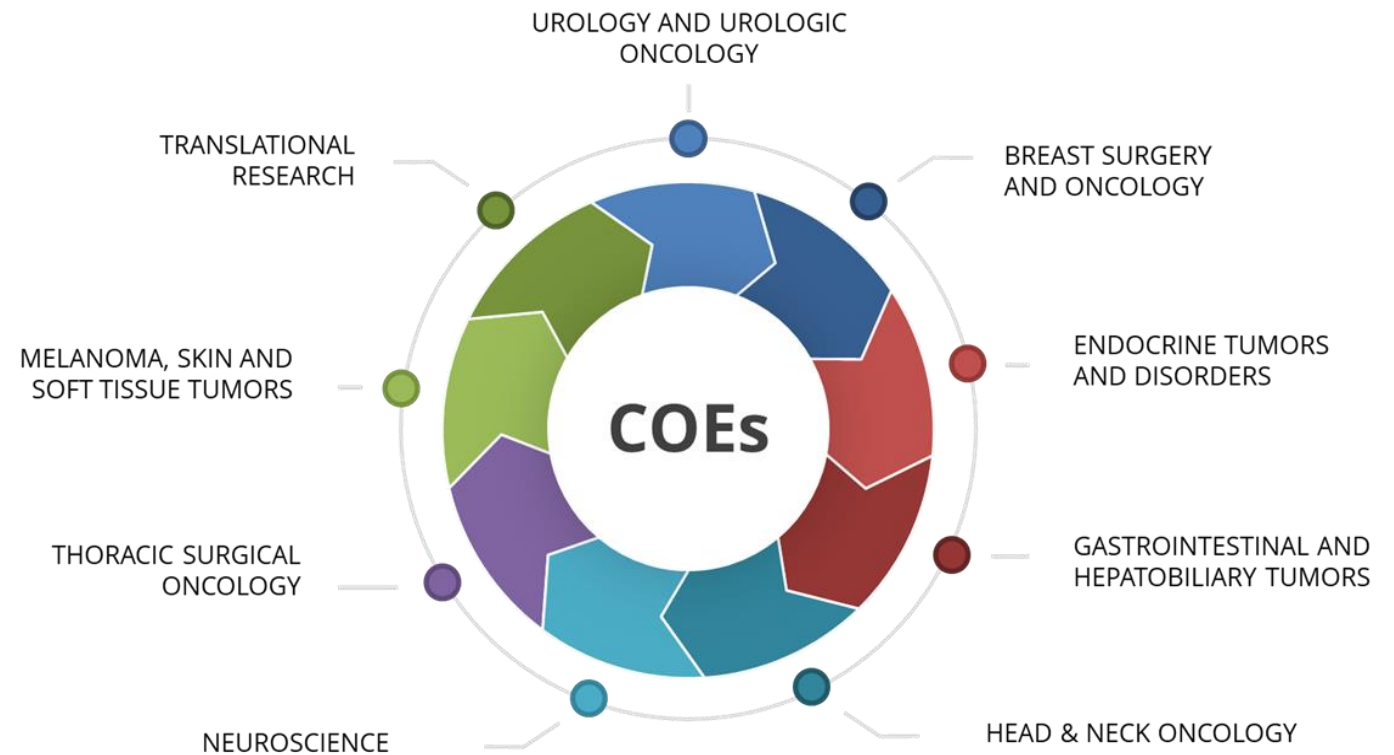 UROLOGY AND UROLOGIC
ONCOLOGY
BREAST SURGERY
AND ONCOLOGY
ENDOCRINE TUMORS
AND DISORDERS
GASTROINTESTINAL AND
HEPATOBILIARY TUMORS
HEAD & NECK ONCOLOGY
NEUROSCIENCE
THORACIC SURGICAL
ONCOLOGY
MELANOMA, SKIN AND
SOFT TISSUE TUMORS
TRANSLATIONAL
RESEARCH
COEs